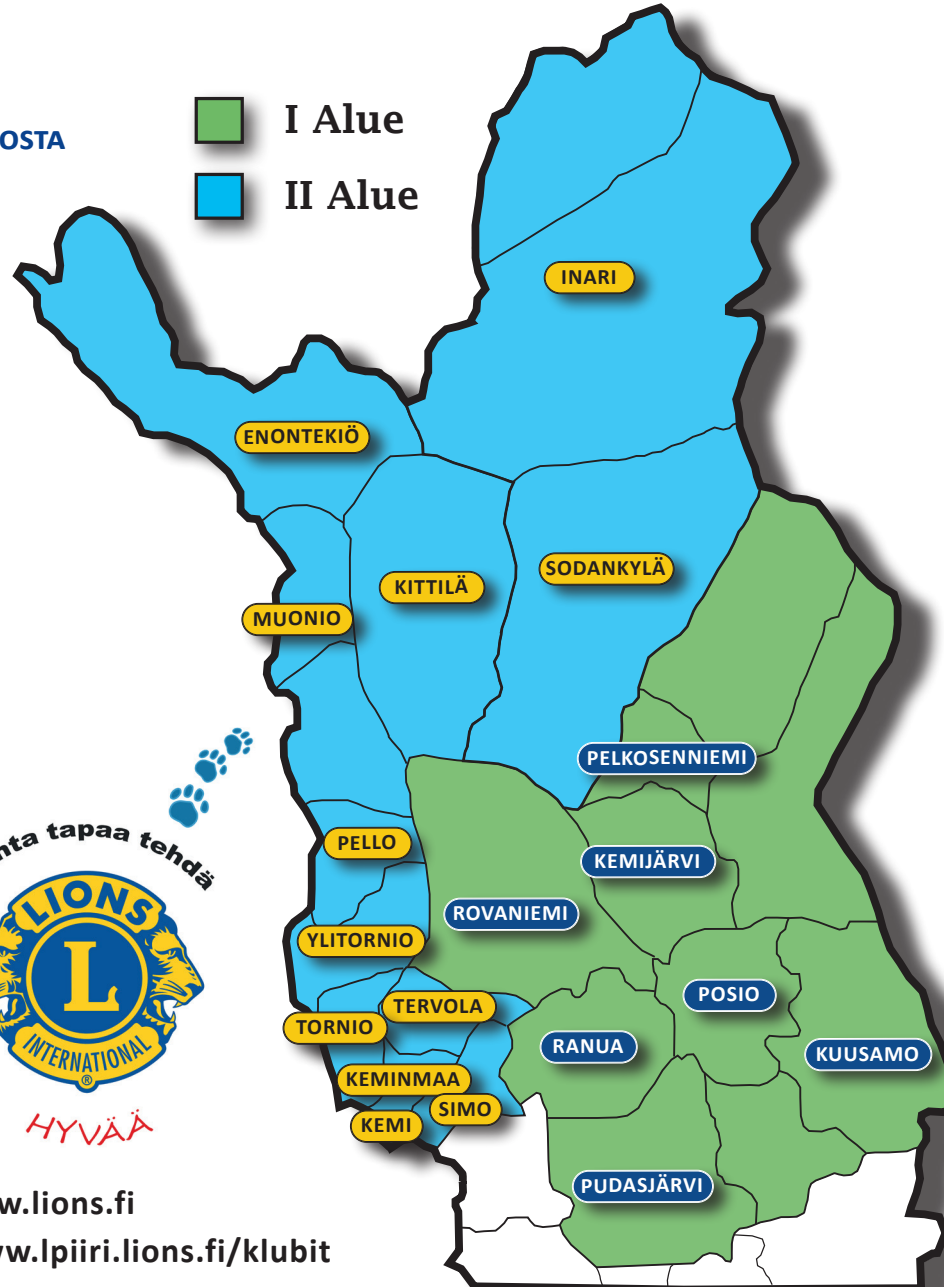 OSTA
I Alue
II Alue
INARI
ENONTEKIÖ
SODANKYLÄ
KITTILÄ
MUONIO
PELKOSENNIEMI
PELLO
KEMIJÄRVI
ROVANIEMI
YLITORNIO
POSIO
TERVOLA
TORNIO
RANUA
KUUSAMO
KEMINMAA
SIMO
KEMI
PUDASJÄRVI
nta tapaa tehdä
LIONS
L
INTERNATIONAL
®
HYVÄÄ
w.lions.fi
ww.lpiiri.lions.fi/klubit